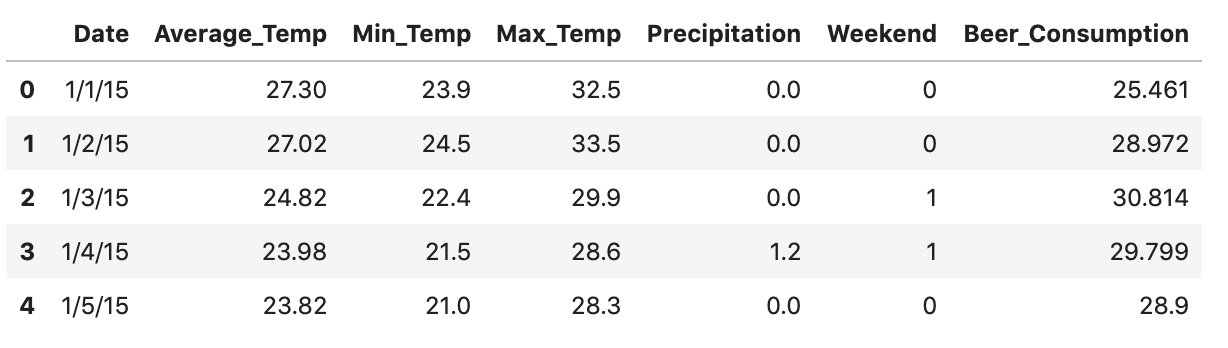 Date Average_Temp Min_Temp Max_Temp Precipitation Weekend Beer_Consumption
0 1/1/15 27.30 23.9 32.5 0.0 0 25.461
1 1/2/15 27.02 24.5 33.5 0.0 0 28.972
2 1/3/15 24.82 22.4 29.9 0.0 1 30.814
3 1/4/15 23.98 21.5 28.6 1.2 1 29.799
4 1/5/15 23.82 21.0 28.3 0.0 0 28.9